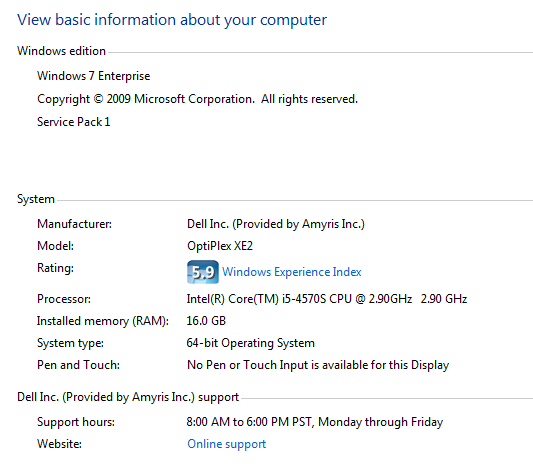 View basic information about your computer
Windows edition
Windows 7 Enterprise
Copyright © 2009 Microsoft Corporation. All rights reserved.
Service Pack 1
System
Manufacturer: Dell Inc. (Provided by Amyris Inc.)
Model: OptiPlex XE2
Rating: 5.9 Windows Experience Index
Processor: Intel(R) Core(TM) i5-4570S CPU @ 2.90GHz 2.90 GHz
Installed memory (RAM): 16.0 GB
System type: 64-bit Operating System
Pen and Touch: No Pen or Touch Input is available for this Display
Dell Inc. (Provided by Amyris Inc.) support
Support hours: 8:00 AM to 6:00 PM PST, Monday through Friday
Website: Online support